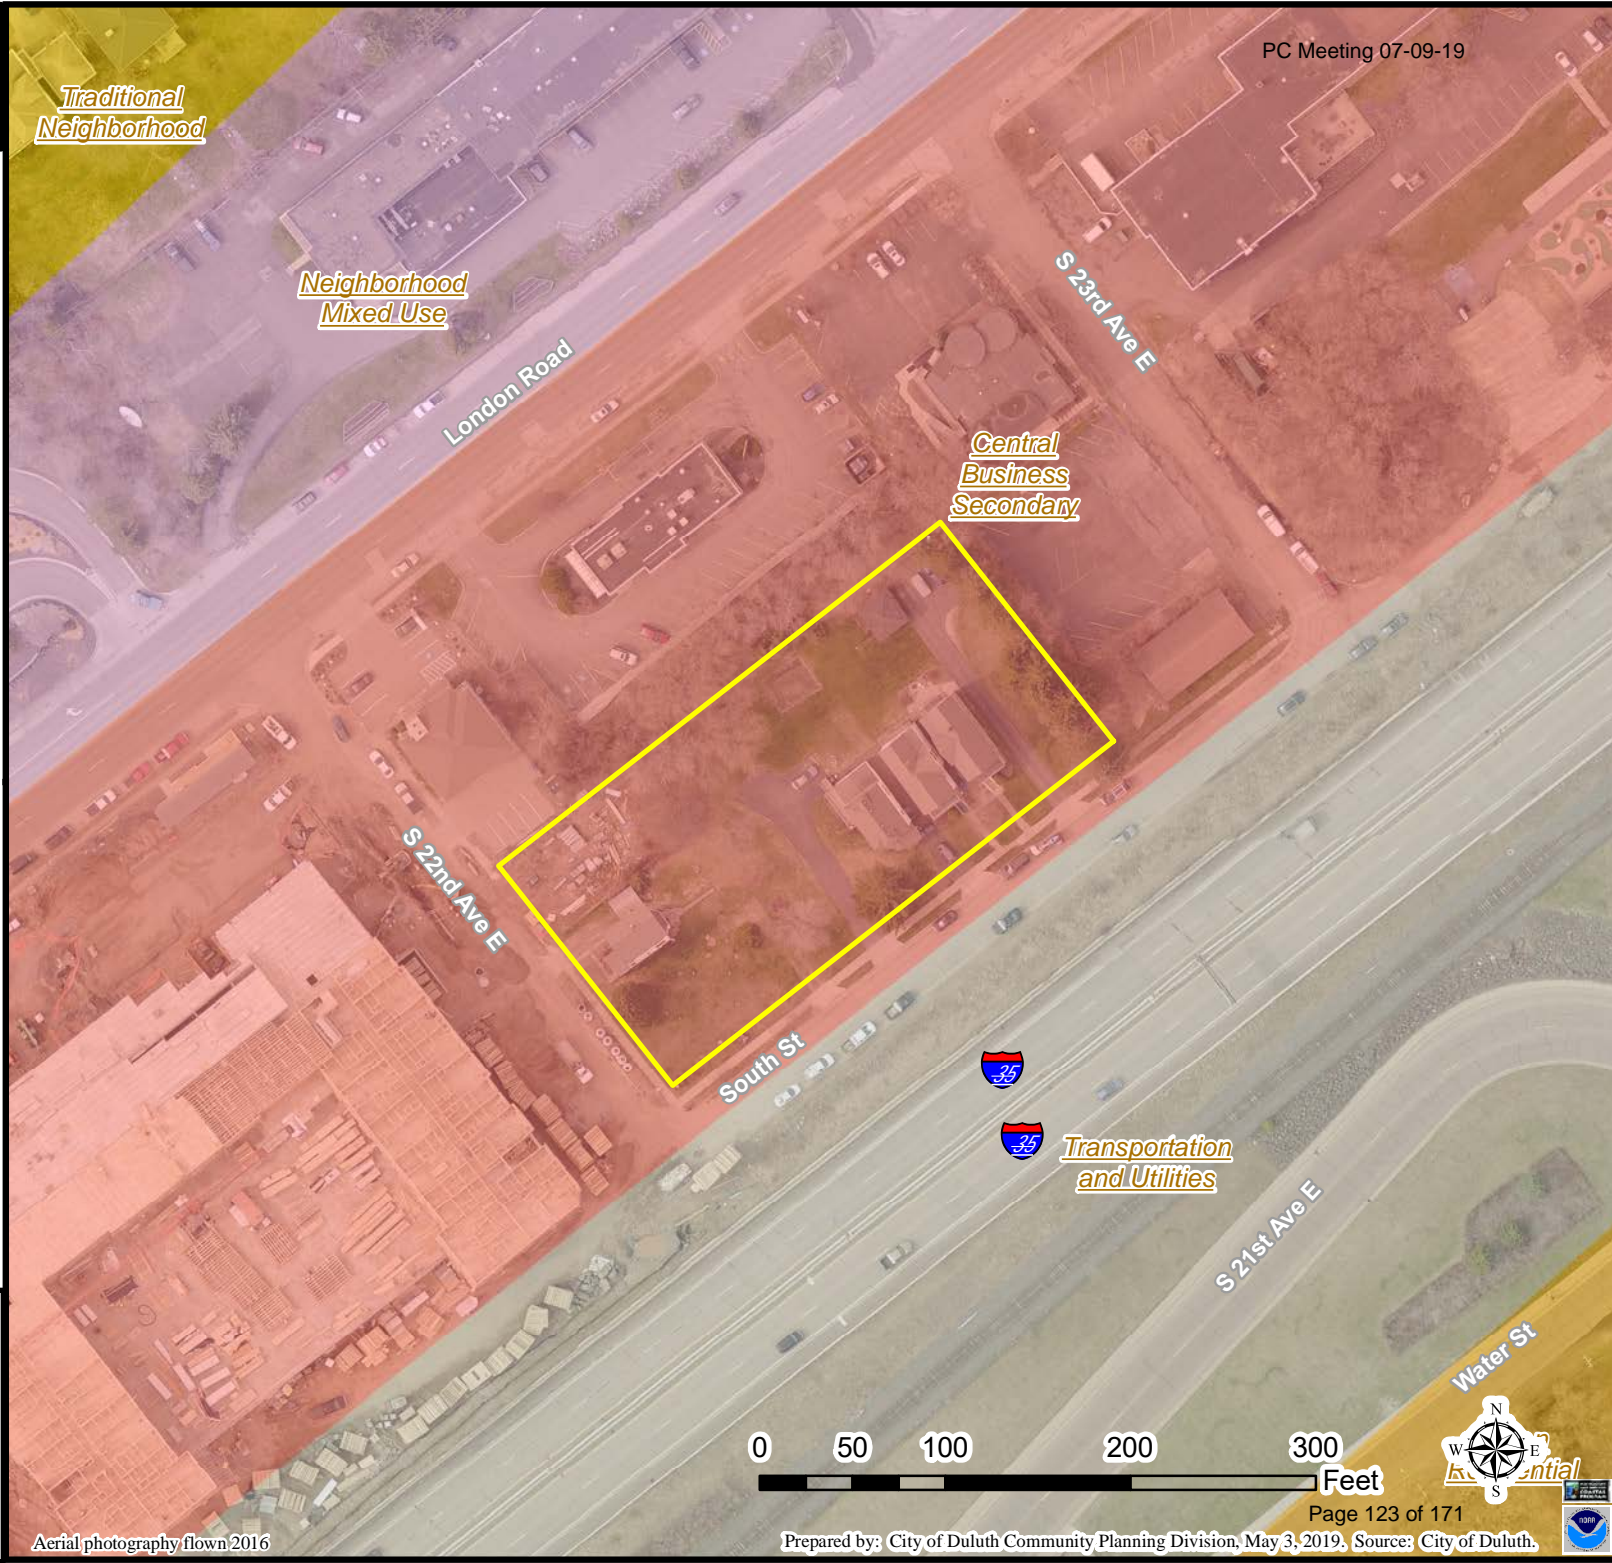 PC Meeting 07-09-19
Traditional
Neighborhood
Neighborhood
Mixed Use
London Road
S 23rd Ave E
Central
Business
Secondary
S 22nd Ave E
South St
35
35
Transportation
and Utilities
S 21st Ave E
Water St
0 50 100 200 300
Feet
N
W E
S
Page 123 of 171
Aerial photography flown 2016
Prepared by: City of Duluth Community Planning Division, May 3, 2019. Source: City of Duluth.
NOAA